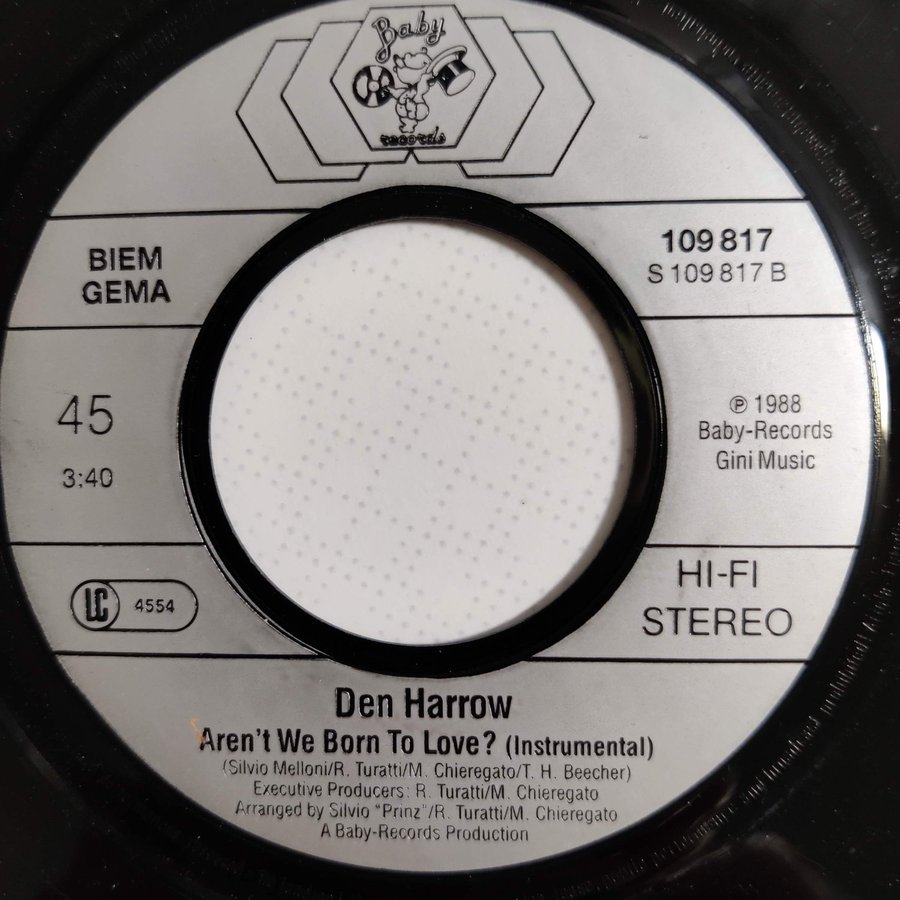 Baby
records
BIEM
GEMA
109 817
S 109 817 B
45
3:40
℗ 1988
Baby-Records
Gini Music
LC 4554
HI-FI
STEREO
Den Harrow
Aren't We Born To Love? (Instrumental)
(Silvio Melloni/R. Turatti/M. Chieregato/T. H. Beecher)
Executive Producers: R. Turatti/M. Chieregato
Arranged by Silvio "Prinz"/R. Turatti/M. Chieregato
A Baby-Records Production